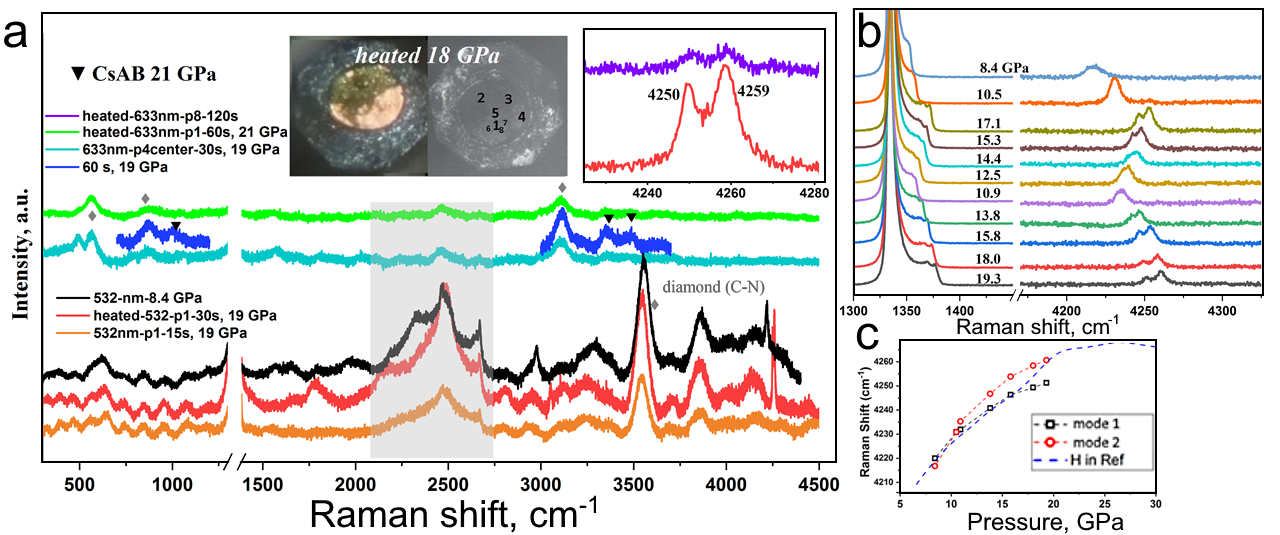 a
▼ CsAB 21 GPa
heated-633nm-p8-120s
heated-633nm-p1-60s, 21 GPa
633nm-p4center-30s, 19 GPa
60 s, 19 GPa
heated 18 GPa
2 3
5 4
6 1 8 7
4250
4259
4240 4260 4280
532-nm-8.4 GPa
heated-532-p1-30s, 19 GPa
532nm-p1-15s, 19 GPa
diamond (C-N)
Intensity, a.u.
500 1500 2000 2500 3000 3500 4000 4500
Raman shift, cm-1
b
8.4 GPa
10.5
17.1
15.3
14.4
12.5
10.9
13.8
15.8
18.0
19.3
1300 1350 1400 4200 4250 4300
Raman shift, cm-1
c
4260
4250
4240
4230
4220
4210
Raman Shift (cm-1)
mode 1
mode 2
H in Ref
5 10 15 20 25 30
Pressure, GPa